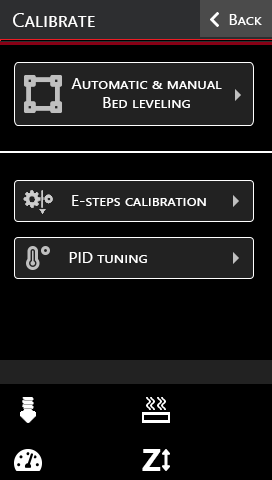 Calibrate
Back
Automatic & manual
Bed leveling
E-steps calibration
PID tuning
Z